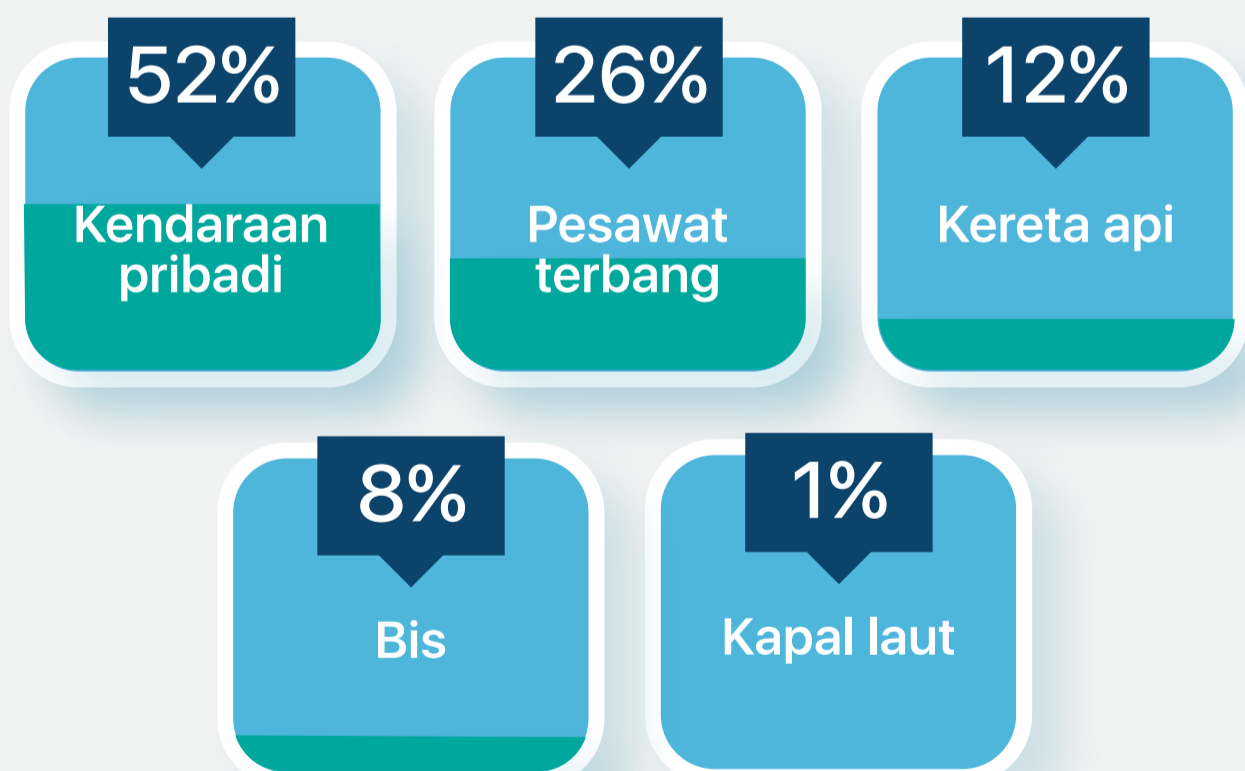 52%
Kendaraan
pribadi
26%
Pesawat
terbang
12%
Kereta api
8%
Bis
1%
Kapal laut